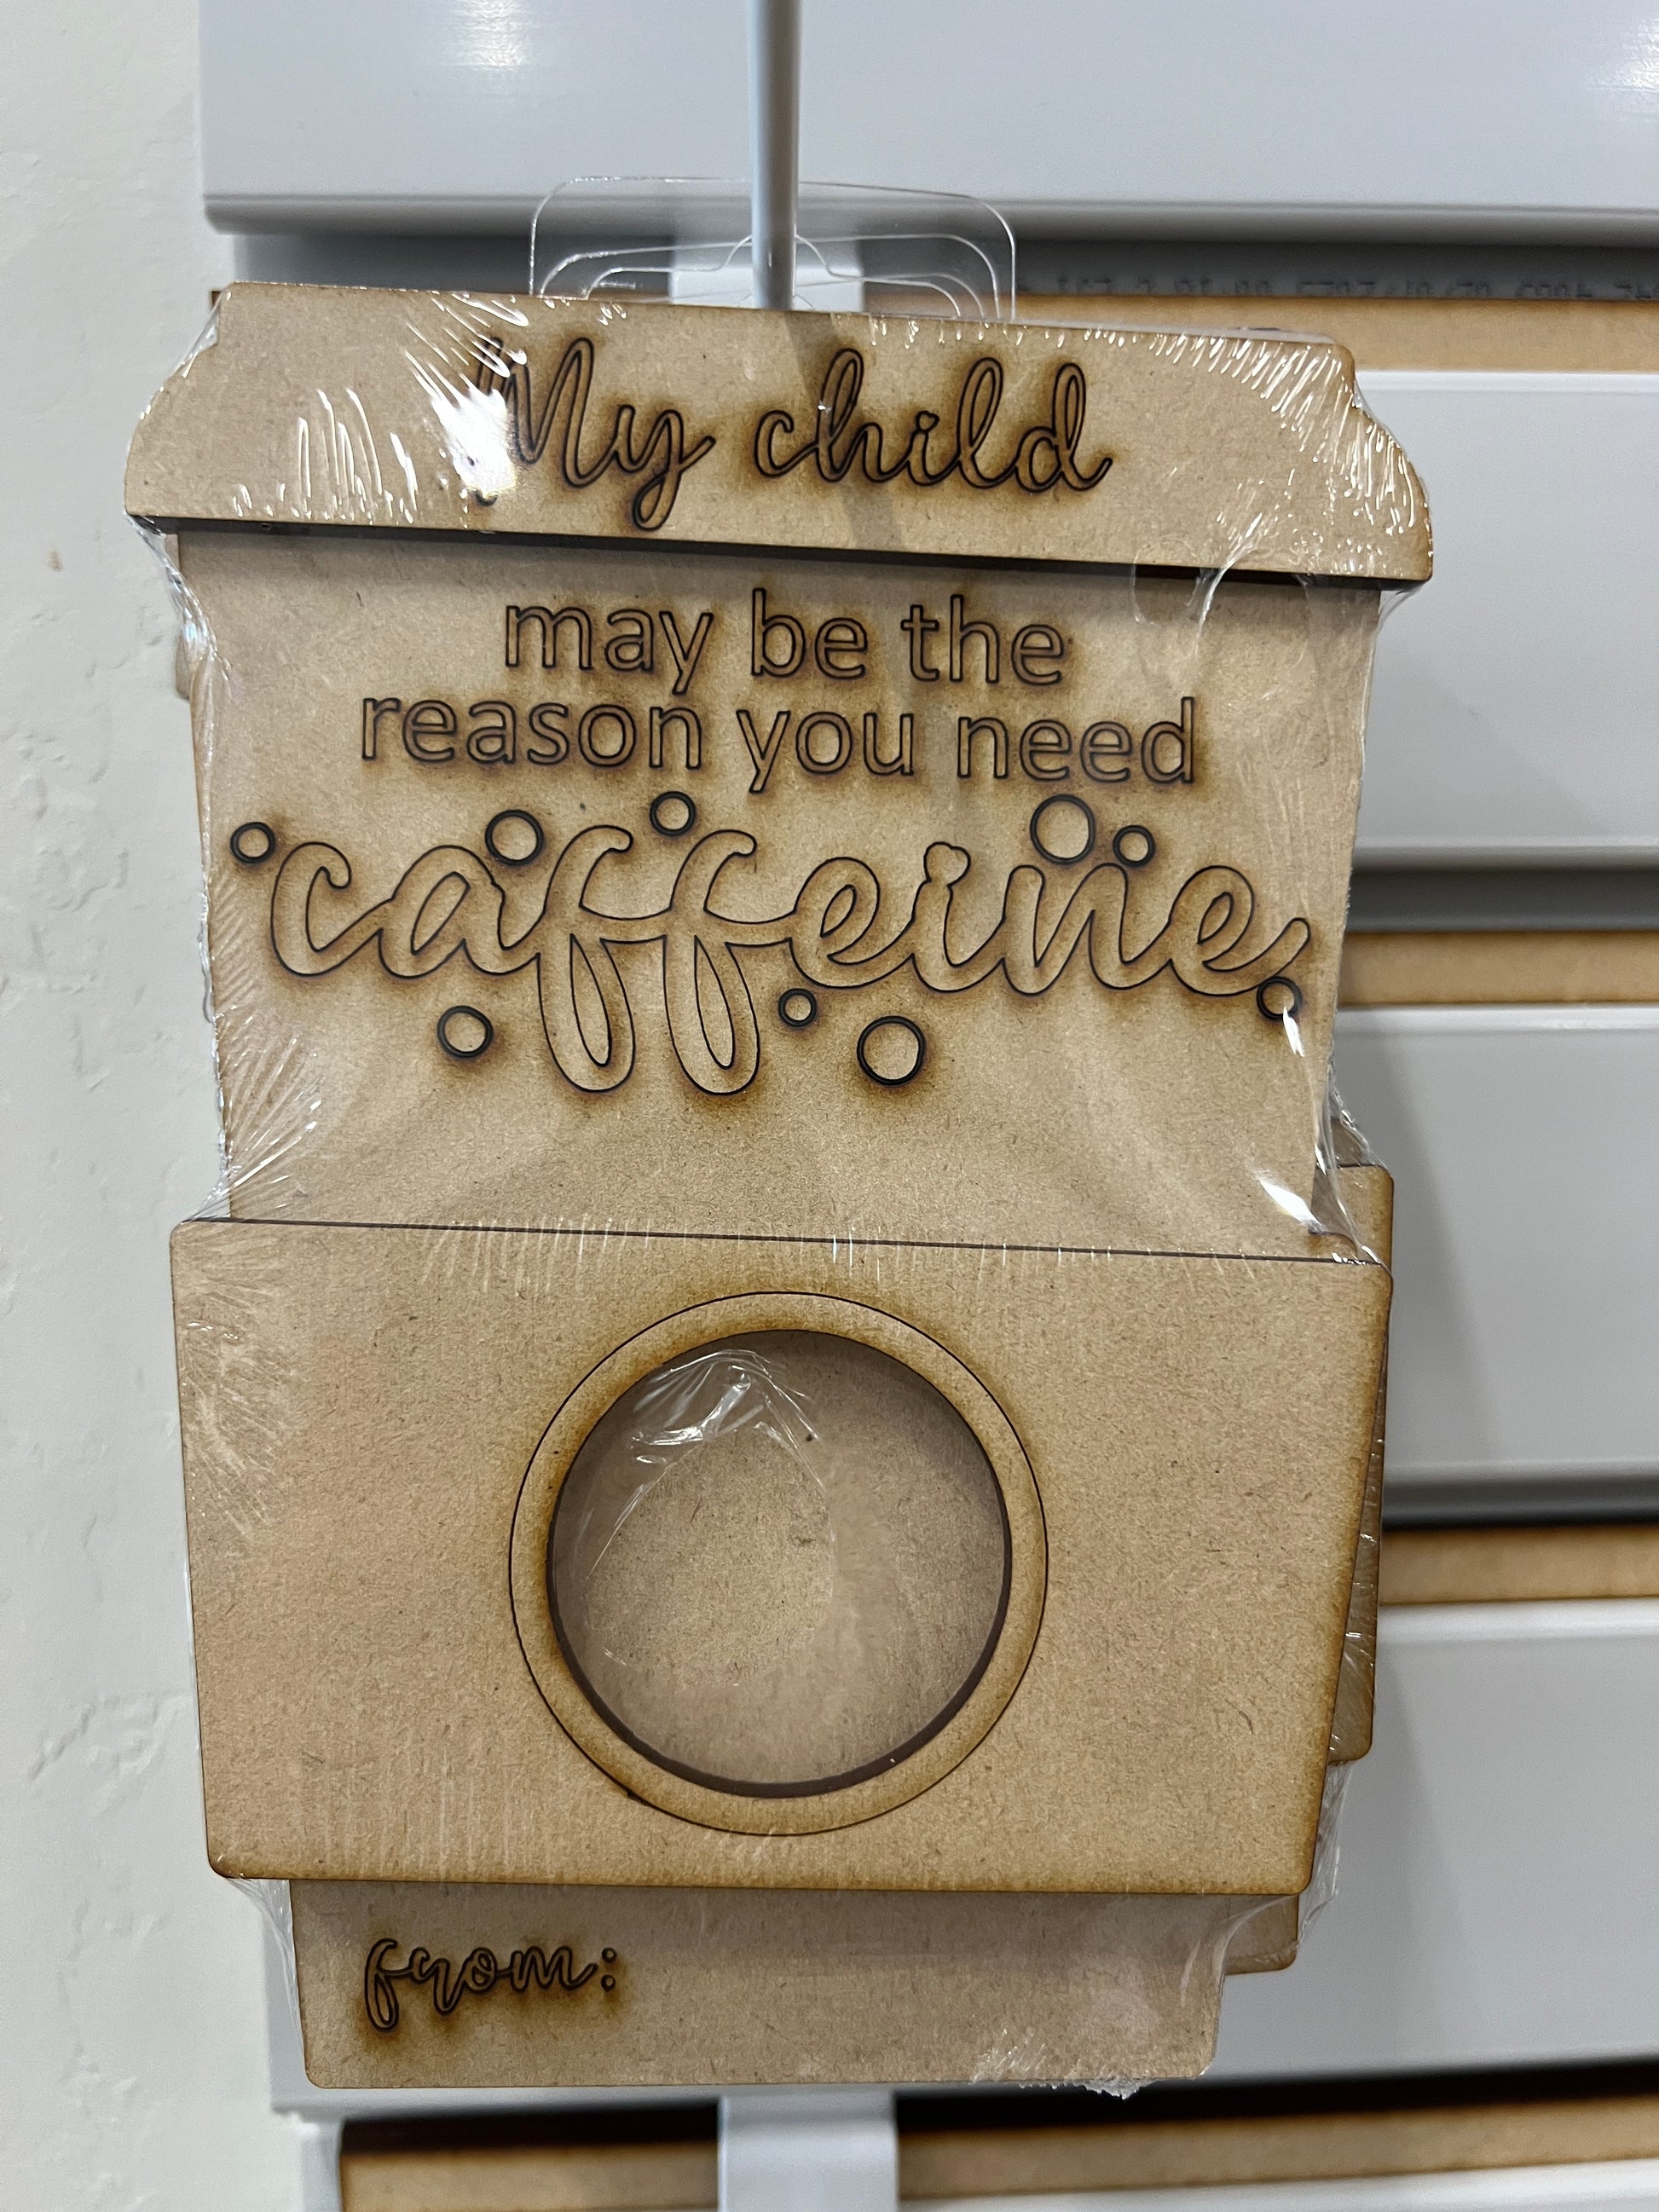 My child
may be the
reason you need
caffeine
from: